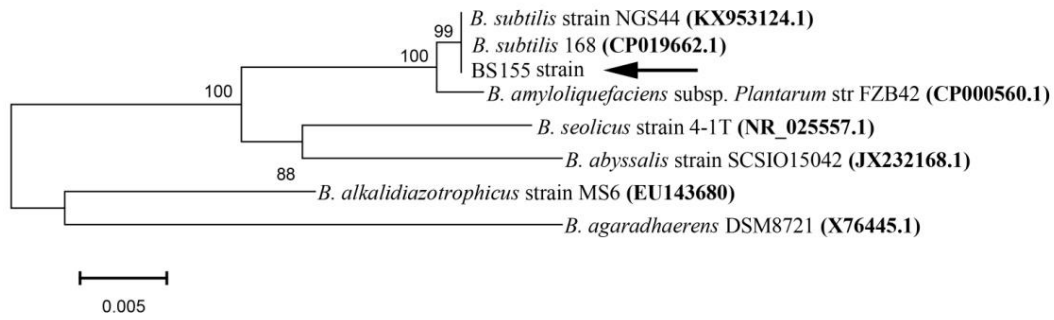 99
B. subtilis strain NGS44 (KX953124.1)
100
B. subtilis 168 (CP019662.1)
BS155 strain
100
B. amyloliquefaciens subsp. Plantarum str FZB42 (CP000560.1)
B. seolicus strain 4-1T (NR_025557.1)
B. abyssalis strain SCSIO15042 (JX232168.1)
88
B. alkalidiazotrophicus strain MS6 (EU143680)
B. agaradhaerens DSM8721 (X76445.1)
0.005